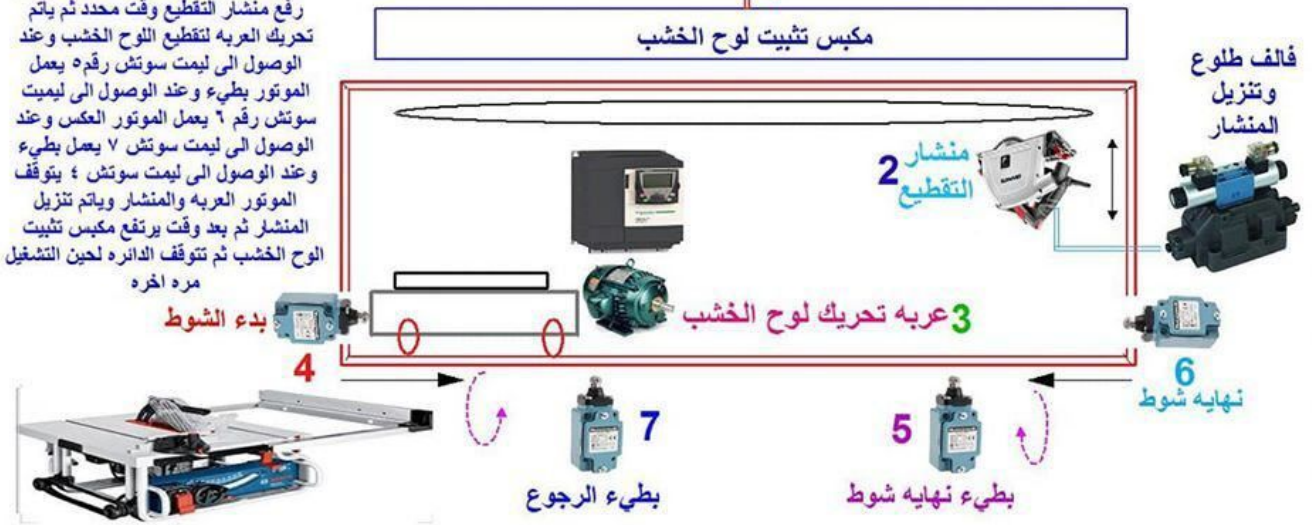 رفع منشار التقطيع وقت محدد ثم ياتم
تحريك العربه لتقطيع اللوح الخشب وعند
الوصول الى ليمت سوتش رقم٥ يعمل
الموتور بطيء وعند الوصول الى ليميت
سوتش رقم ٦ يعمل الموتور العكس وعند
الوصول الى ليمت سوتش ٧ يعمل بطيء
وعند الوصول الى ليمت سوتش ٤ يتوقف
الموتور العربه والمنشار وياتم تنزيل
المنشار ثم بعد وقت يرتفع مكبس تثبيت
الوح الخشب ثم تتوقف الدائره لحين التشغيل
مره اخره
مكبس تثبيت لوح الخشب
فالف طلوع
وتنزيل
المنشار
منشار 2
التقطيع
3 عربه تحريك لوح الخشب
بدء الشوط
4
6
نهايه شوط
7
بطيء الرجوع
5
بطيء نهايه شوط